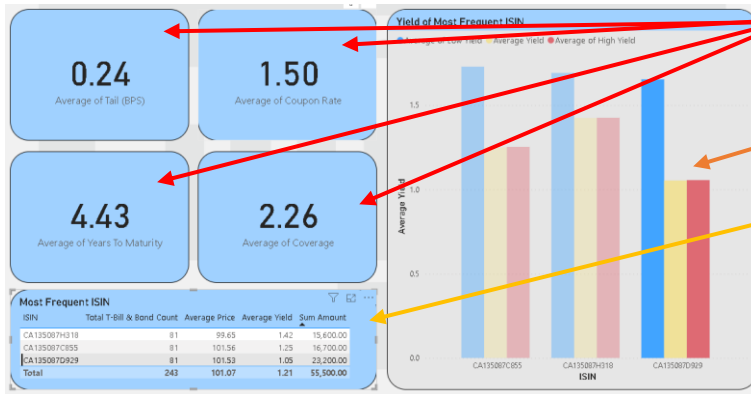 0.24
Average of Tail (BPS)
1.50
Average of Coupon Rate
4.43
Average of Years To Maturity
2.26
Average of Coverage
Most Frequent ISIN
ISIN Total T-Bill & Bond Count Average Price Average Yield Sum Amount
CA135087H318 81 99.65 1.42 15,600.00
CA135087C855 81 101.56 1.25 16,700.00
CA135087D929 81 101.53 1.05 23,200.00
Total 243 101.07 1.21 55,500.00
Yield of Most Frequent ISIN
Average of Low Yield Average Yield Average of High Yield
Average Yield
1.5
1.0
0.5
0.0
CA135087C855 CA135087H318 CA135087D929
ISIN